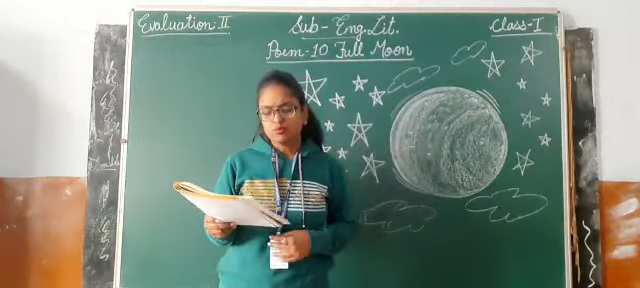 Evaluation-II
Sub- Eng. Lit.
Class-I
Poem-10 Full Moon